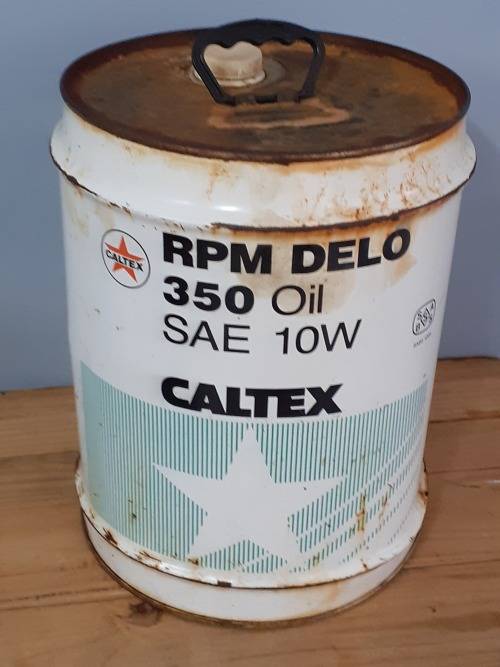 CALTEX
RPM DELO
350 Oil
SAE 10W
CALTEX